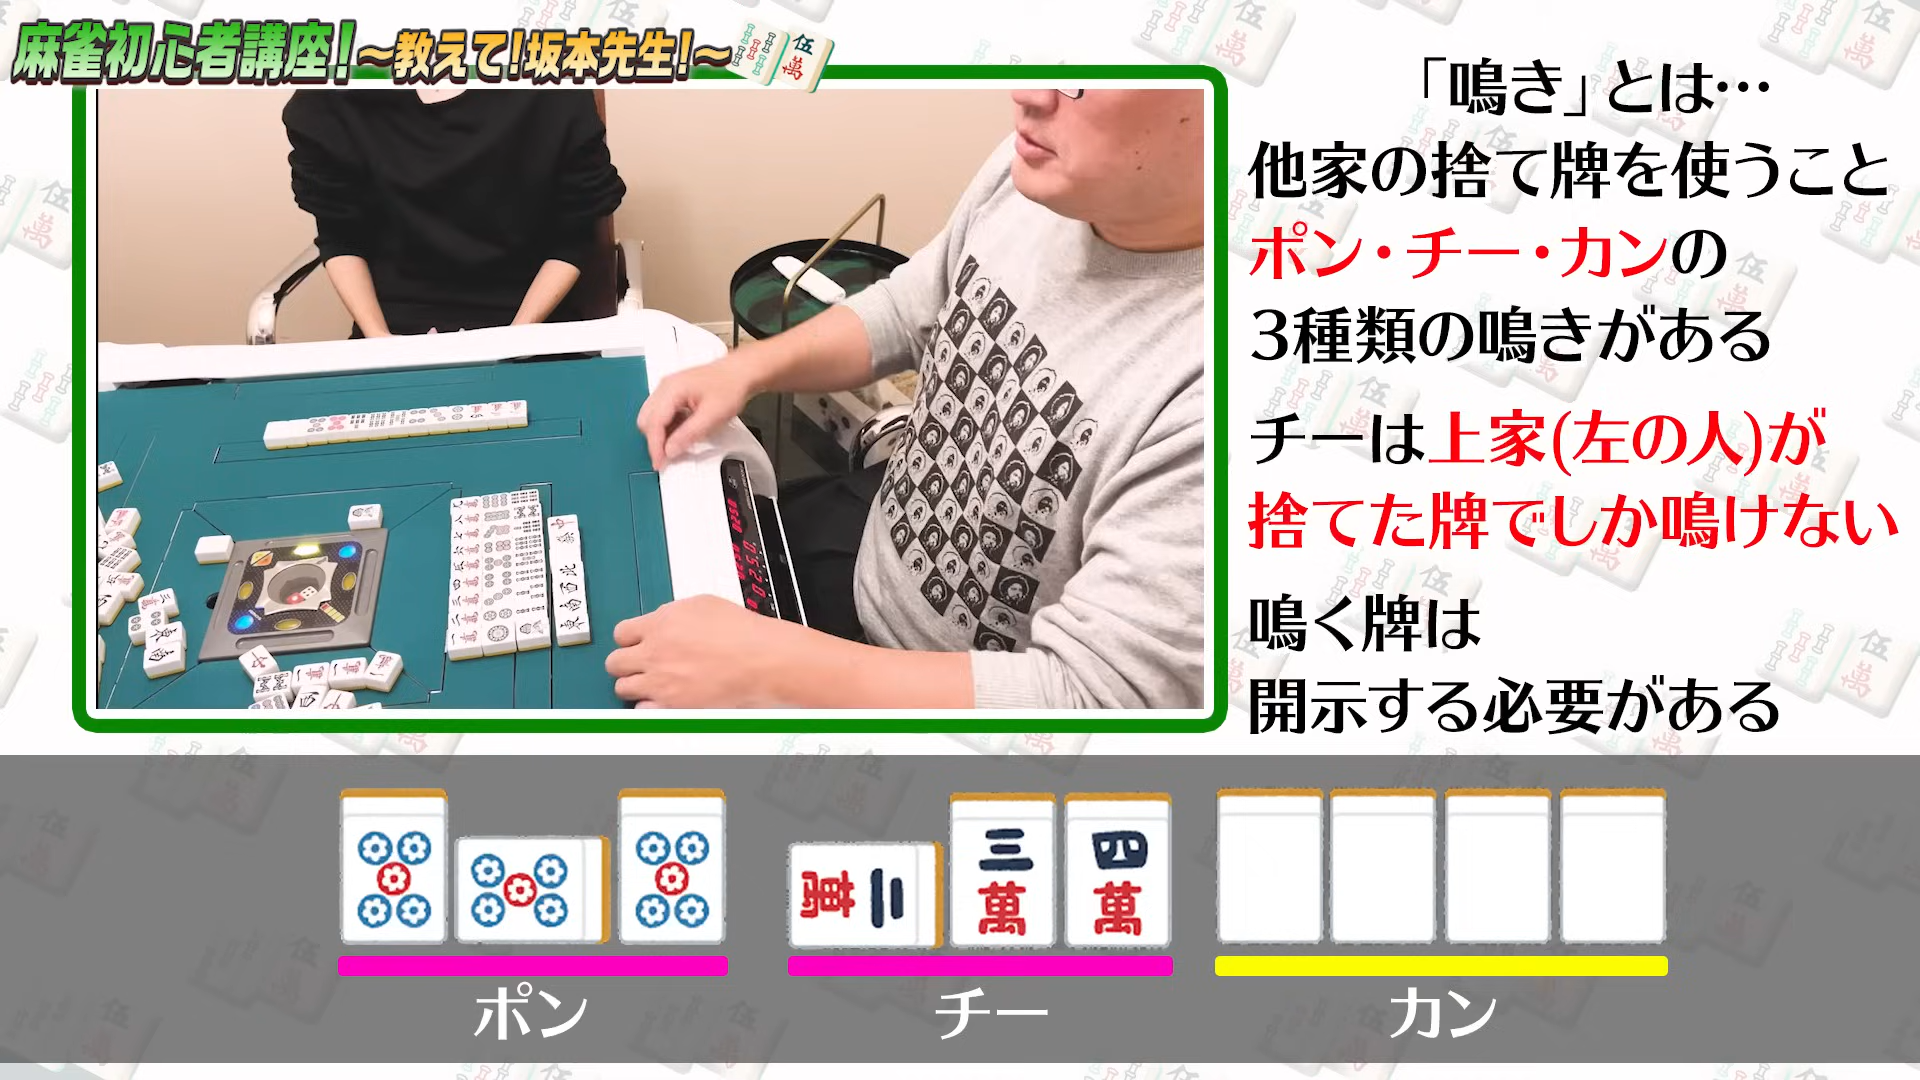 麻雀初心者講座!~教えて!坂本先生!~
「鳴き」とは…
他家の捨て牌を使うこと
ポン・チー・カンの
3種類の鳴きがある
チーは上家(左の人)が
捨てた牌でしか鳴けない
鳴く牌は
開示する必要がある
二萬 三萬 四萬
ポン チー カン